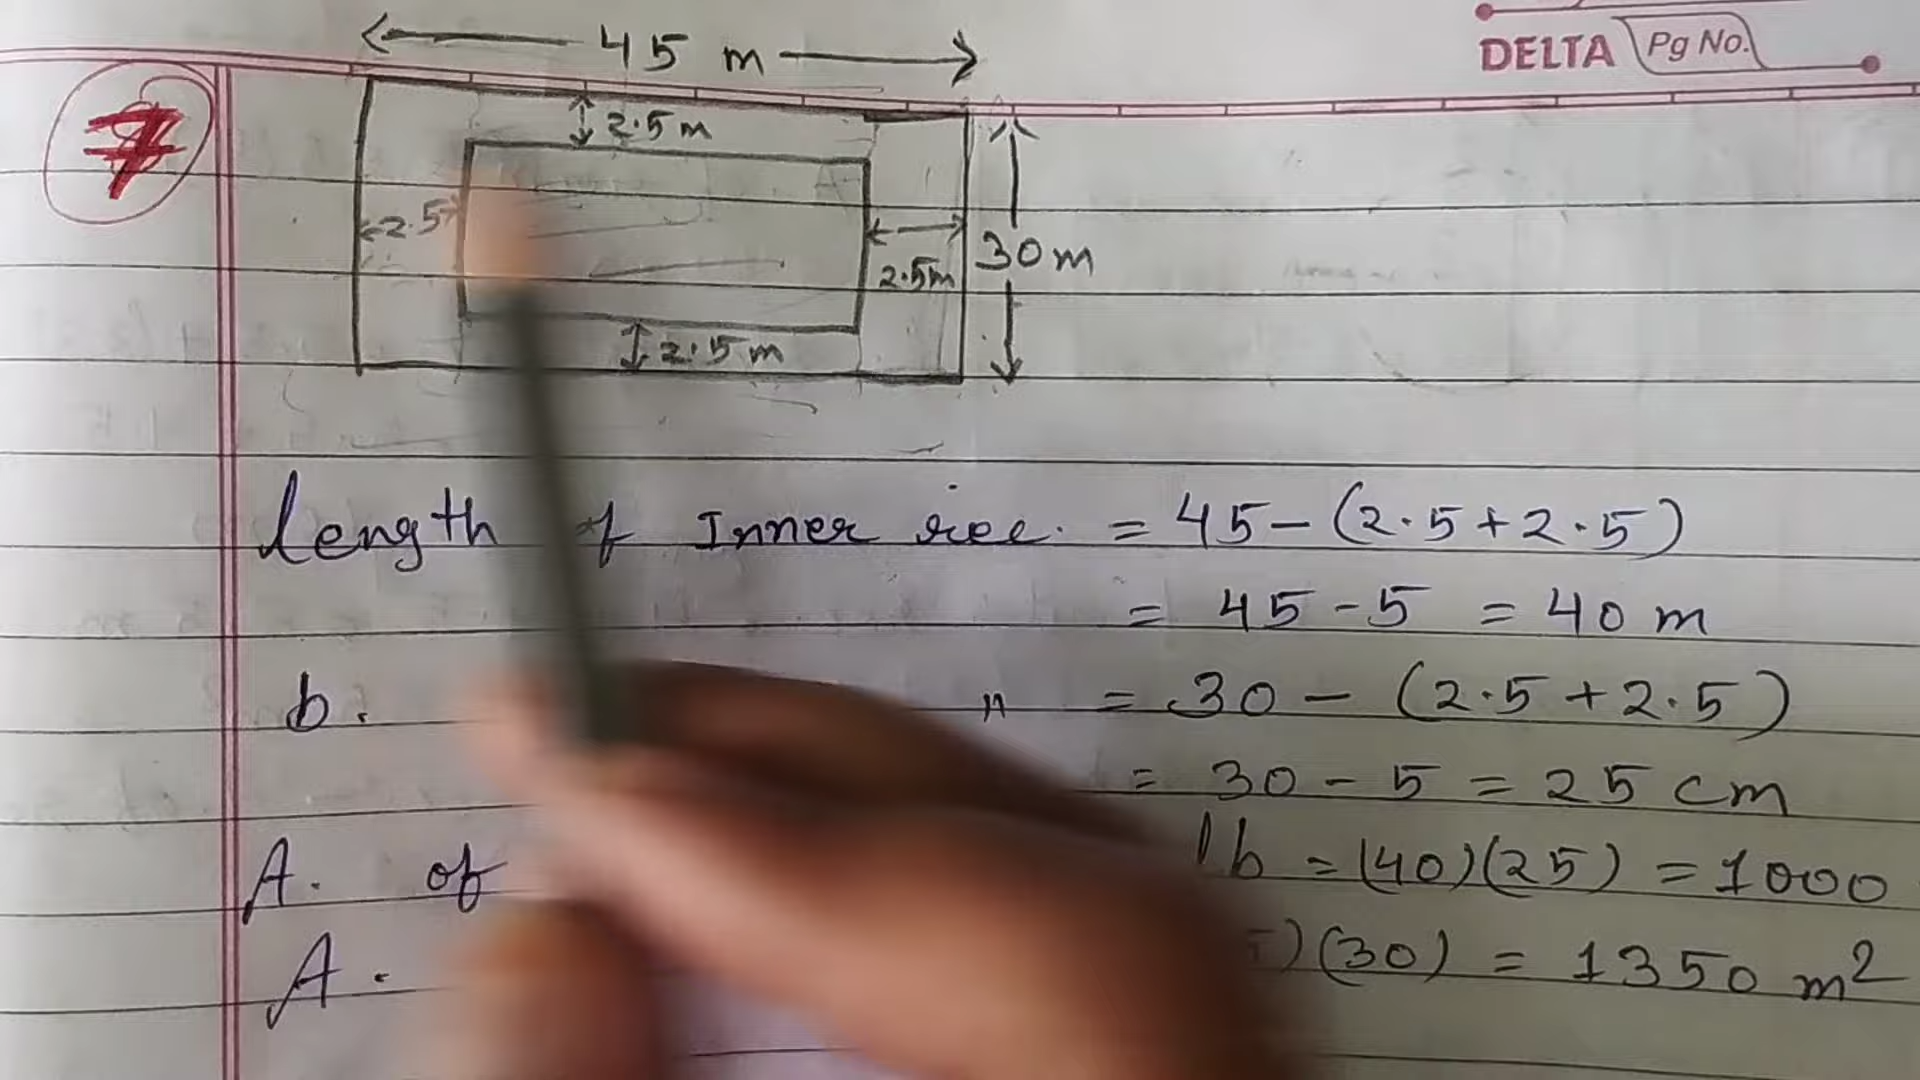 DELTA Pg No.
45 m
7
2.5 m
2.5
2.5m
30 m
2.5 m
Length of Inner rec. = 45 - (2.5 + 2.5)
= 45 - 5 = 40 m
b. " = 30 - (2.5 + 2.5)
= 30 - 5 = 25 cm
A. of lb = (40)(25) = 1000
A. )(30) = 1350 m²